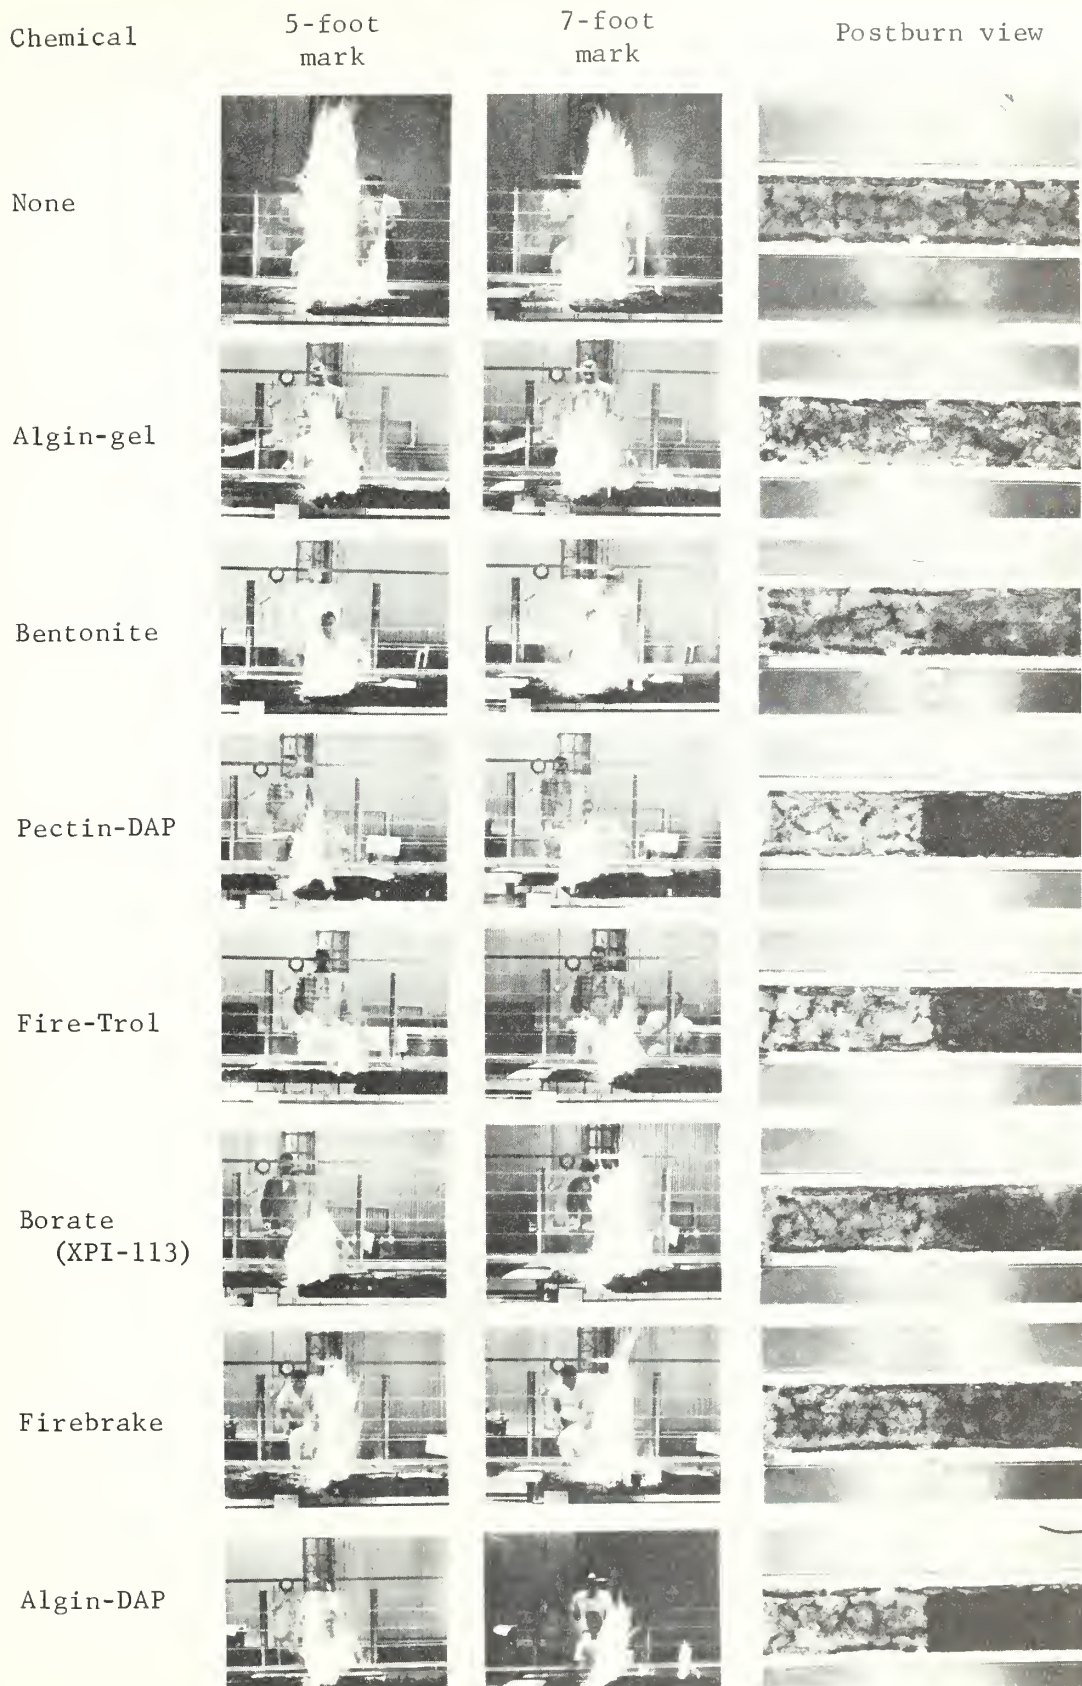 Chemical
5-foot
mark
7-foot
mark
Postburn view
None
Algin-gel
Bentonite
Pectin-DAP
Fire-Trol
Borate
(XPI-113)
Firebrake
Algin-DAP